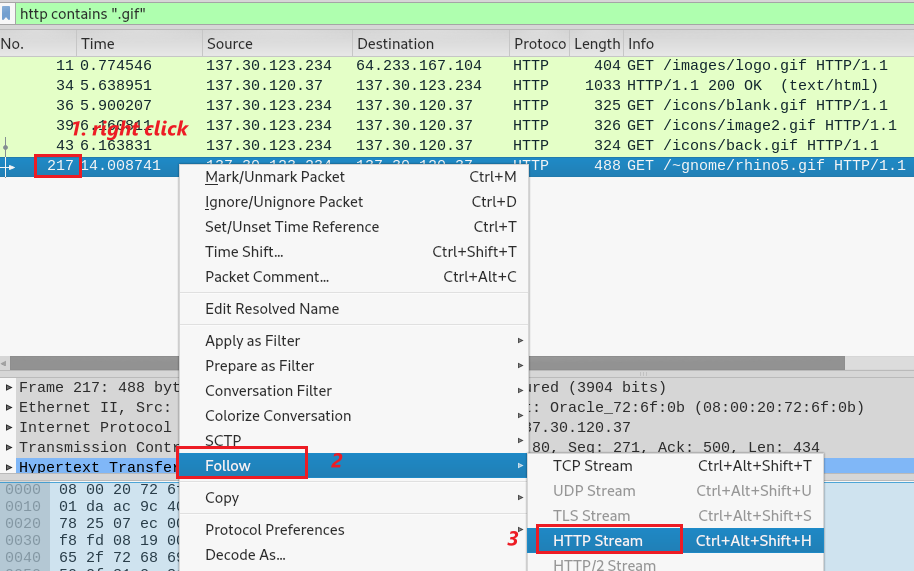 http contains ".gif"
No. Time Source Destination Protoco Length Info
11 0.774546 137.30.123.234 64.233.167.104 HTTP 404 GET /images/logo.gif HTTP/1.1
34 5.638951 137.30.120.37 137.30.123.234 HTTP 1033 HTTP/1.1 200 OK (text/html)
36 5.900207 137.30.123.234 137.30.120.37 HTTP 325 GET /icons/blank.gif HTTP/1.1
39 137.30.123.234 137.30.120.37 HTTP 326 GET /icons/image2.gif HTTP/1.1
1. right click
43 6.163831 137.30.123.234 137.30.120.37 HTTP 324 GET /icons/back.gif HTTP/1.1
217 14.008741 137.30.123.234 137.30.120.37 HTTP 488 GET /~gnome/rhino5.gif HTTP/1.1
Mark/Unmark Packet Ctrl+M
Ignore/Unignore Packet Ctrl+D
Set/Unset Time Reference Ctrl+T
Time Shift... Ctrl+Shift+T
Packet Comment... Ctrl+Alt+C
Edit Resolved Name
Apply as Filter
Prepare as Filter
Conversation Filter
Colorize Conversation
SCTP
Follow 2
Copy
Protocol Preferences
Decode As...
TCP Stream Ctrl+Alt+Shift+T
UDP Stream Ctrl+Alt+Shift+U
TLS Stream Ctrl+Alt+Shift+S
3 HTTP Stream Ctrl+Alt+Shift+H
HTTP/2 Stream
Frame 217: 488 byt ured (3904 bits)
Ethernet II, Src: t: Oracle_72:6f:0b (08:00:20:72:6f:0b)
Internet Protocol 37.30.120.37
Transmission Contr 80, Seq: 271, Ack: 500, Len: 434
Hypertext Transfer
0000 08 00 20 72 6f
0010 01 da ac 9c 40
0020 78 25 07 ec 00
0030 f8 fd 08 19 00
0040 65 2f 72 68 69